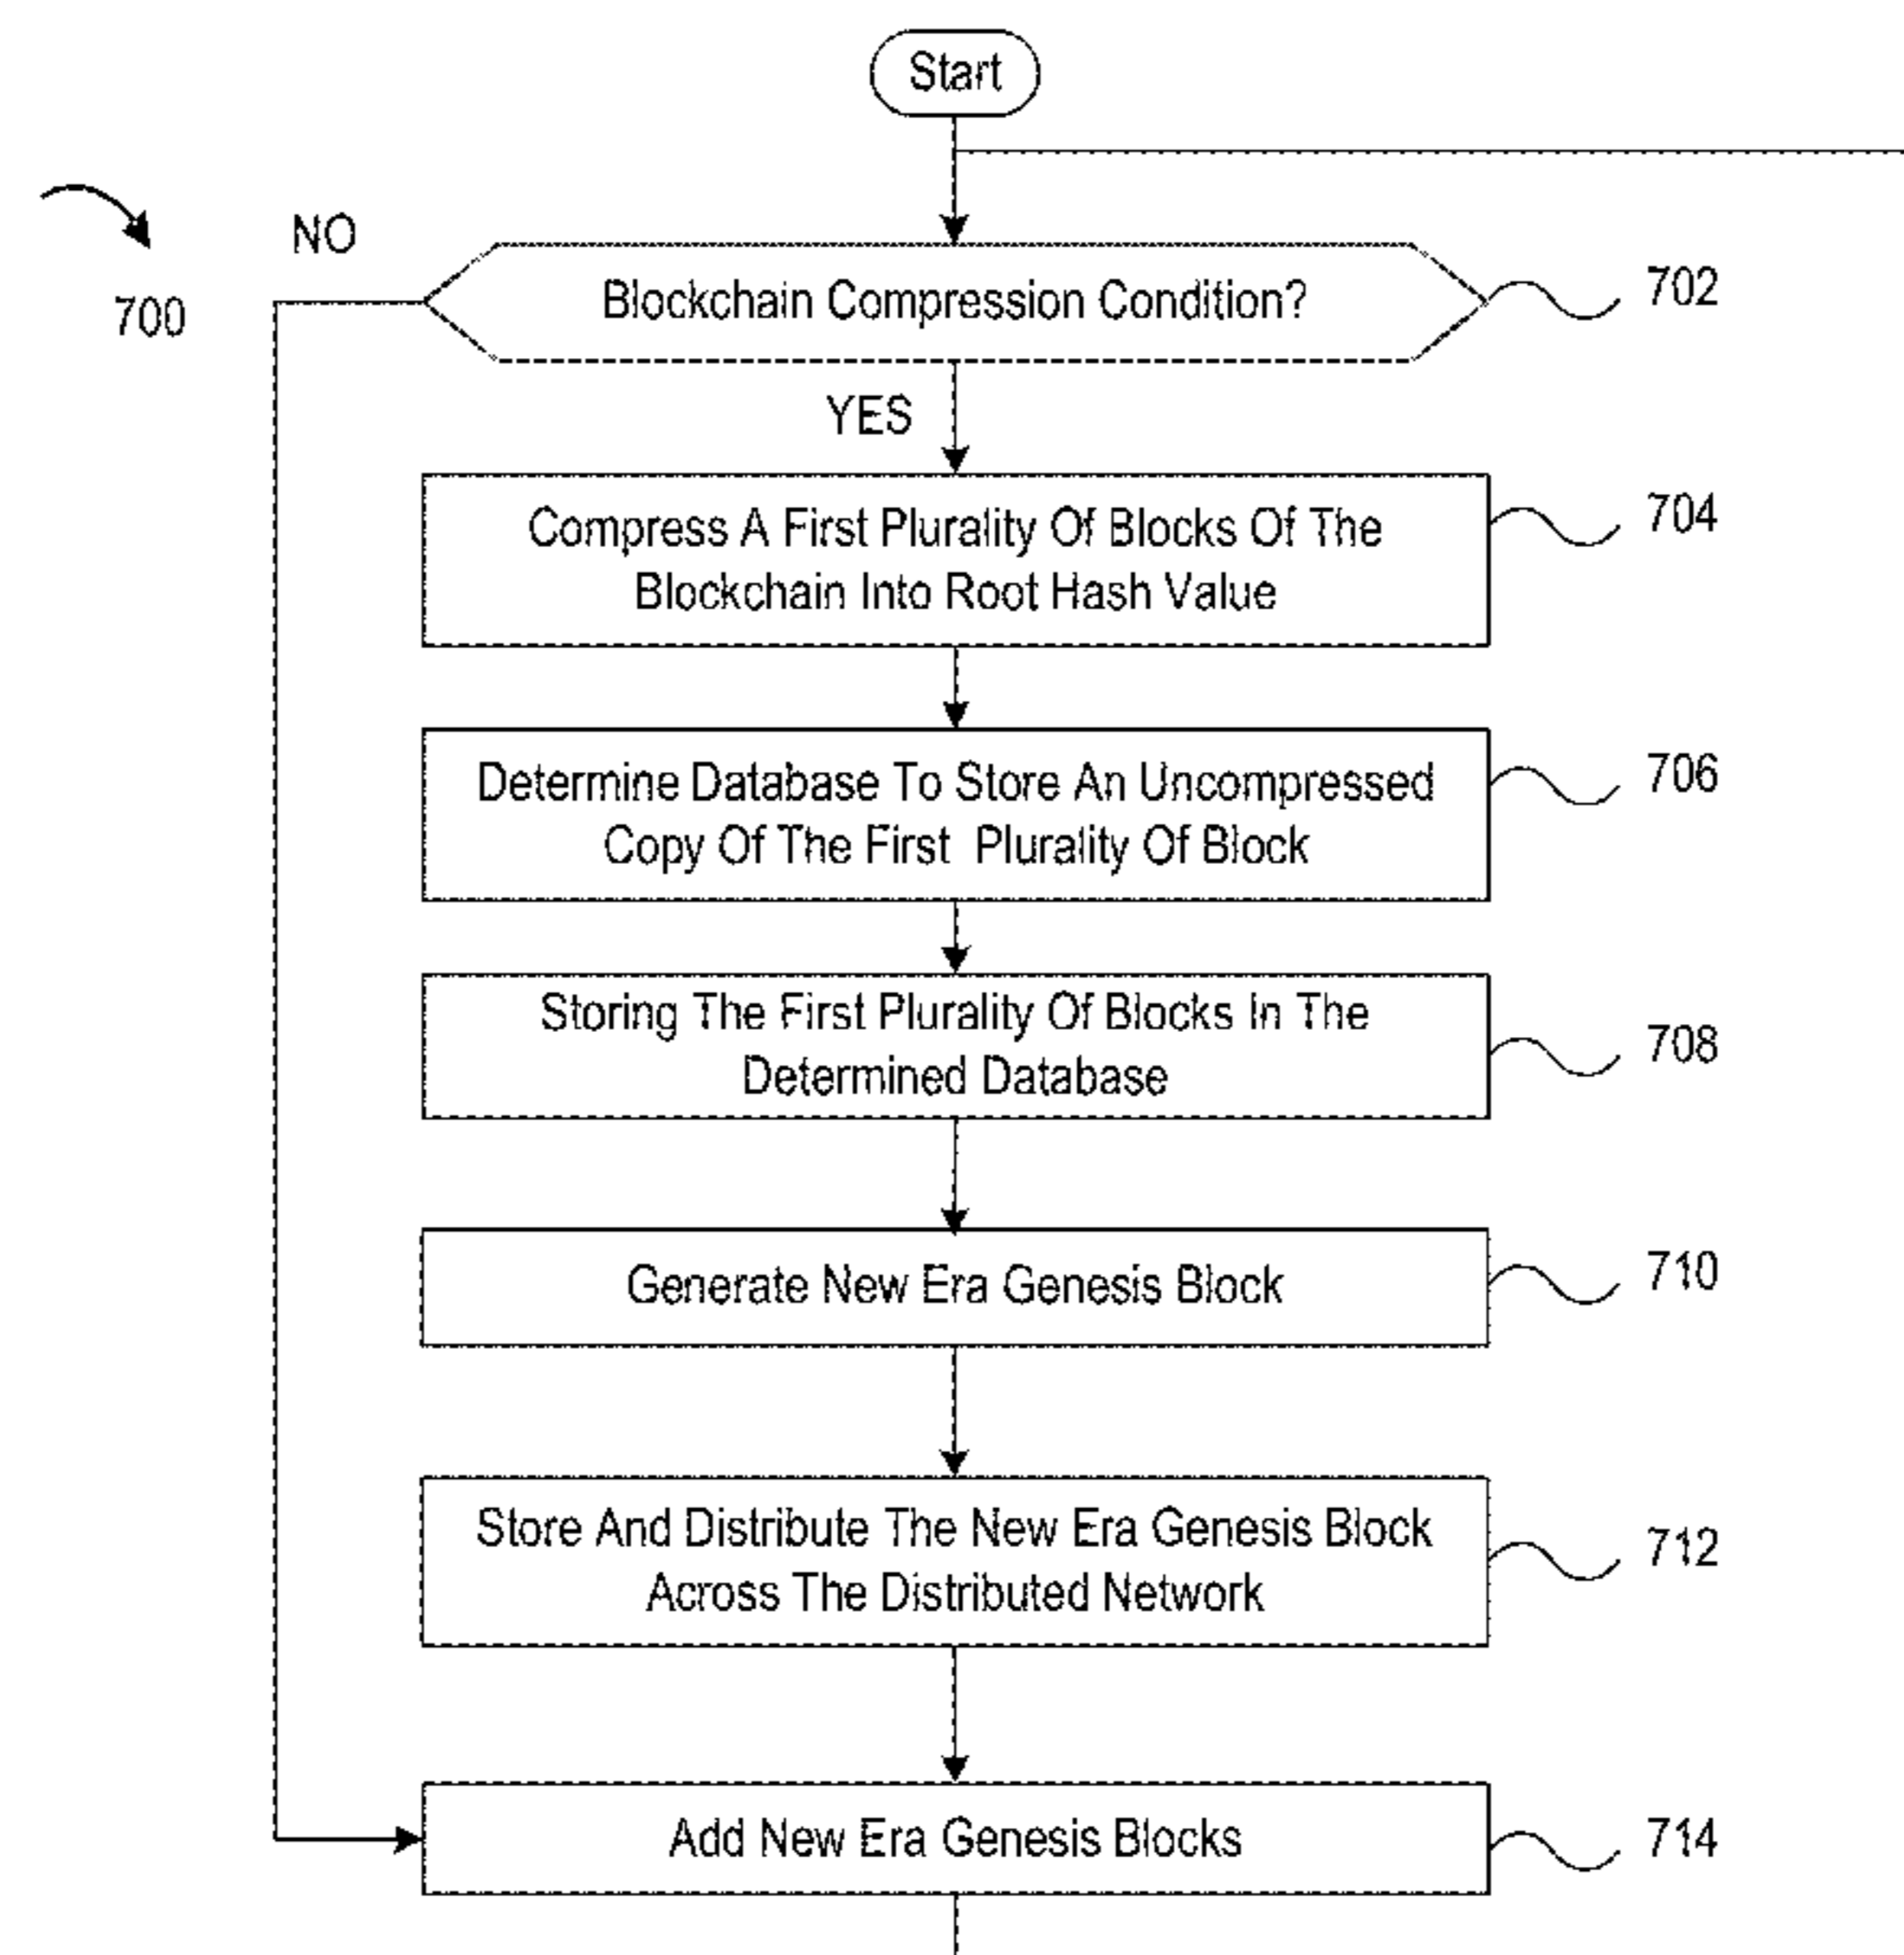 Start
700
NO
Blockchain Compression Condition?
702
YES
Compress A First Plurality Of Blocks Of The
Blockchain Into Root Hash Value
704
Determine Database To Store An Uncompressed
Copy Of The First Plurality Of Block
706
Storing The First Plurality Of Blocks In The
Determined Database
708
Generate New Era Genesis Block
710
Store And Distribute The New Era Genesis Block
Across The Distributed Network
712
Add New Era Genesis Blocks
714